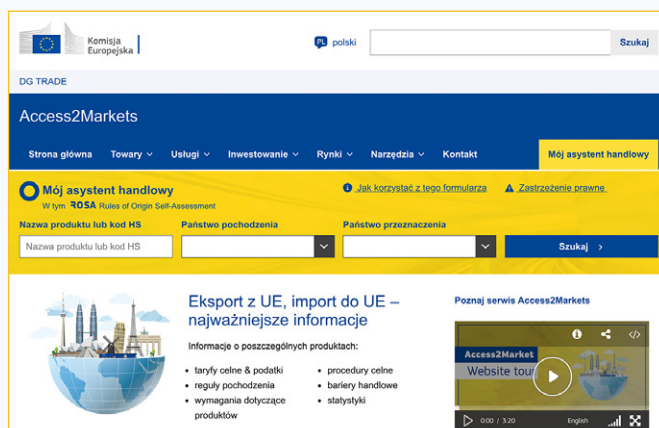 Komisja
Europejska
PL polski
Szukaj
DG TRADE
Access2Markets
Strona główna Towary Usługi Inwestowanie Rynki Narzędzia Kontakt Mój asystent handlowy
Mój asystent handlowy
W tym ROSA Rules of Origin Self-Assessment
Jak korzystać z tego formularza Zastrzeżenie prawne
Nazwa produktu lub kod HS Państwo pochodzenia Państwo przeznaczenia
Nazwa produktu lub kod HS
Szukaj >
Eksport z UE, import do UE –
najważniejsze informacje
Informacje o poszczególnych produktach:
• taryfy celne & podatki
• reguły pochodzenia
• wymagania dotyczące
produktów
• procedury celne
• bariery handlowe
• statystyki
Poznaj serwis Access2Markets
Access2Market
Website tour
0:00 / 3:20 English